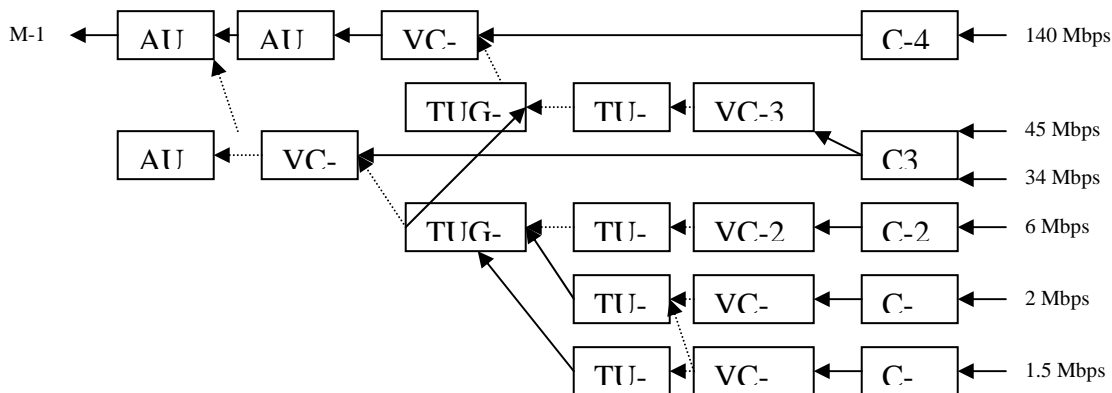 M-1 AU AU VC- C-4 140 Mbps
TUG- TU- VC-3
45 Mbps
AU VC- C3
34 Mbps
TUG- TU- VC-2 C-2 6 Mbps
TU- VC- C- 2 Mbps
TU- VC- C- 1.5 Mbps